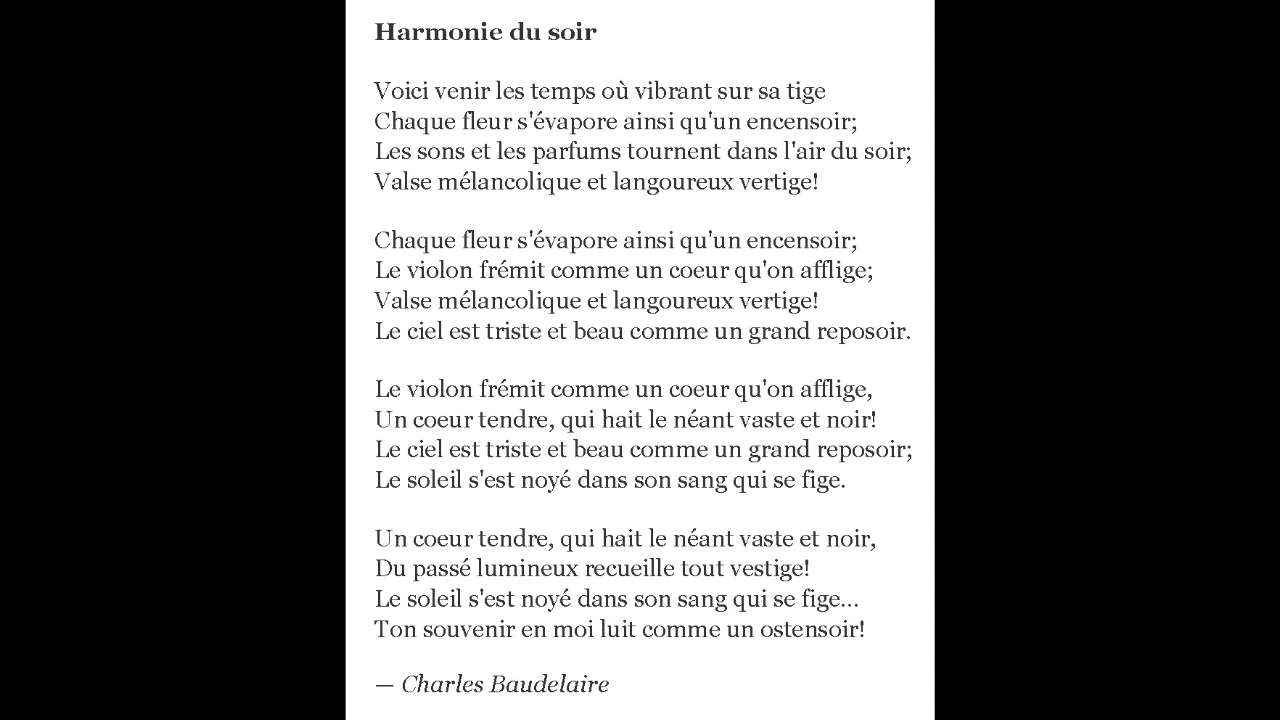 Harmonie du soir
Voici venir les temps où vibrant sur sa tige
Chaque fleur s'évapore ainsi qu'un encensoir;
Les sons et les parfums tournent dans l'air du soir;
Valse mélancolique et langoureux vertige!
Chaque fleur s'évapore ainsi qu'un encensoir;
Le violon frémit comme un coeur qu'on afflige;
Valse mélancolique et langoureux vertige!
Le ciel est triste et beau comme un grand reposoir.
Le violon frémit comme un coeur qu'on afflige,
Un coeur tendre, qui hait le néant vaste et noir!
Le ciel est triste et beau comme un grand reposoir;
Le soleil s'est noyé dans son sang qui se fige.
Un coeur tendre, qui hait le néant vaste et noir,
Du passé lumineux recueille tout vestige!
Le soleil s'est noyé dans son sang qui se fige...
Ton souvenir en moi luit comme un ostensoir!
— Charles Baudelaire